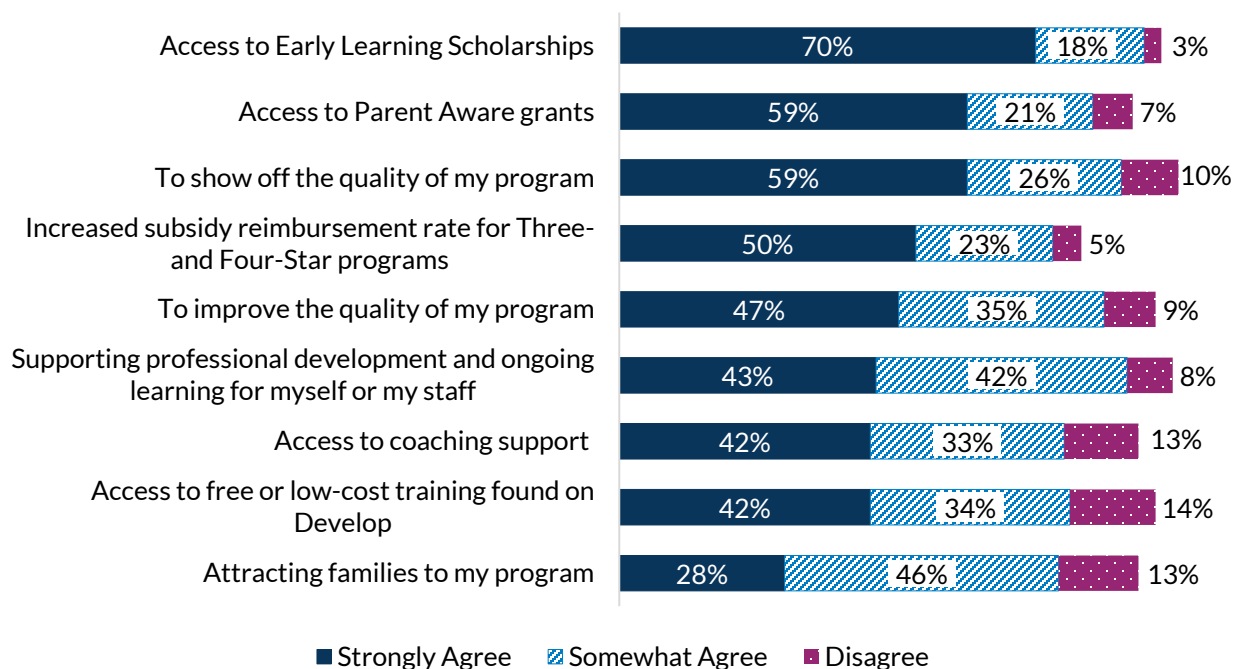 Access to Early Learning Scholarships 70% 18% 3%
Access to Parent Aware grants 59% 21% 7%
To show off the quality of my program 59% 26% 10%
Increased subsidy reimbursement rate for Three-
and Four-Star programs 50% 23% 5%
To improve the quality of my program 47% 35% 9%
Supporting professional development and ongoing
learning for myself or my staff 43% 42% 8%
Access to coaching support 42% 33% 13%
Access to free or low-cost training found on
Develop 42% 34% 14%
Attracting families to my program 28% 46% 13%
Strongly Agree Somewhat Agree Disagree